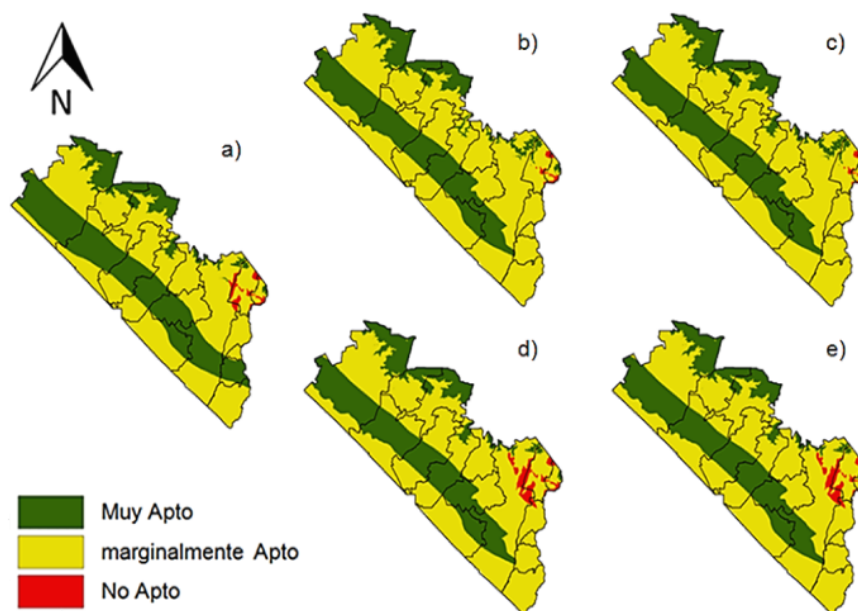 b)
c)
N
a)
d)
e)
Muy Apto
marginalmente Apto
No Apto